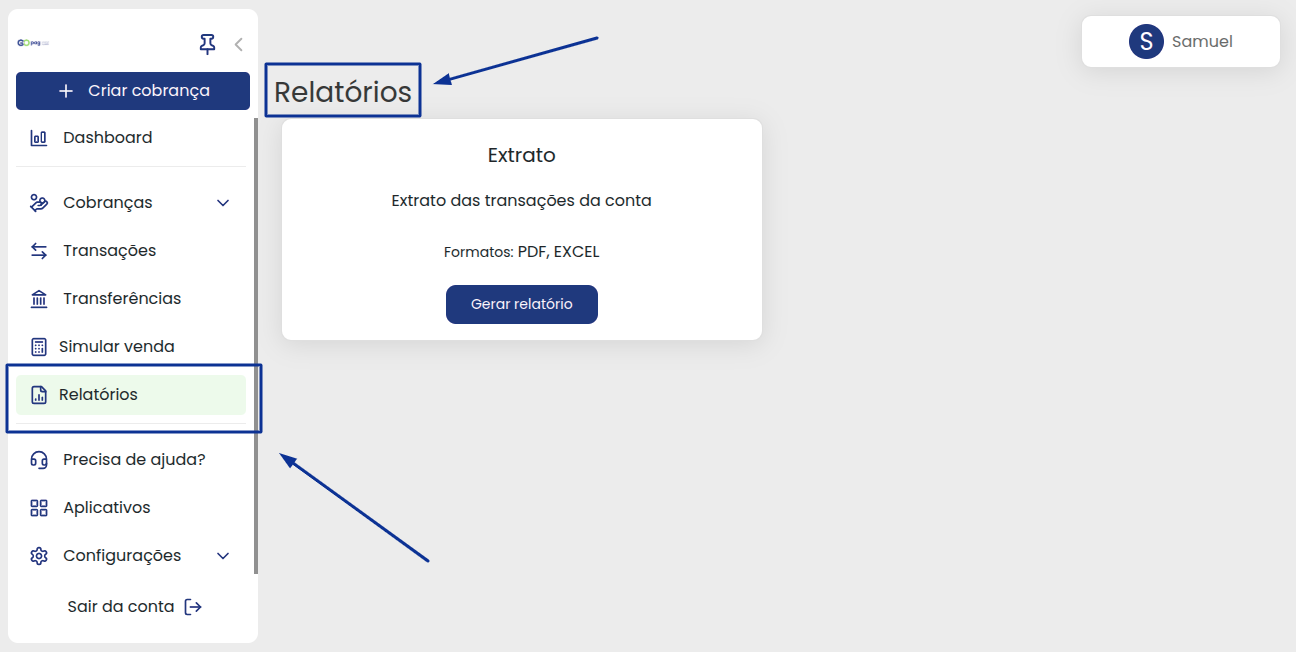 GOpag
Criar cobrança
Dashboard
Cobranças
Transações
Transferências
Simular venda
Relatórios
Precisa de ajuda?
Aplicativos
Configurações
Sair da conta
Relatórios
Extrato
Extrato das transações da conta
Formatos: PDF, EXCEL
Gerar relatório
S
Samuel